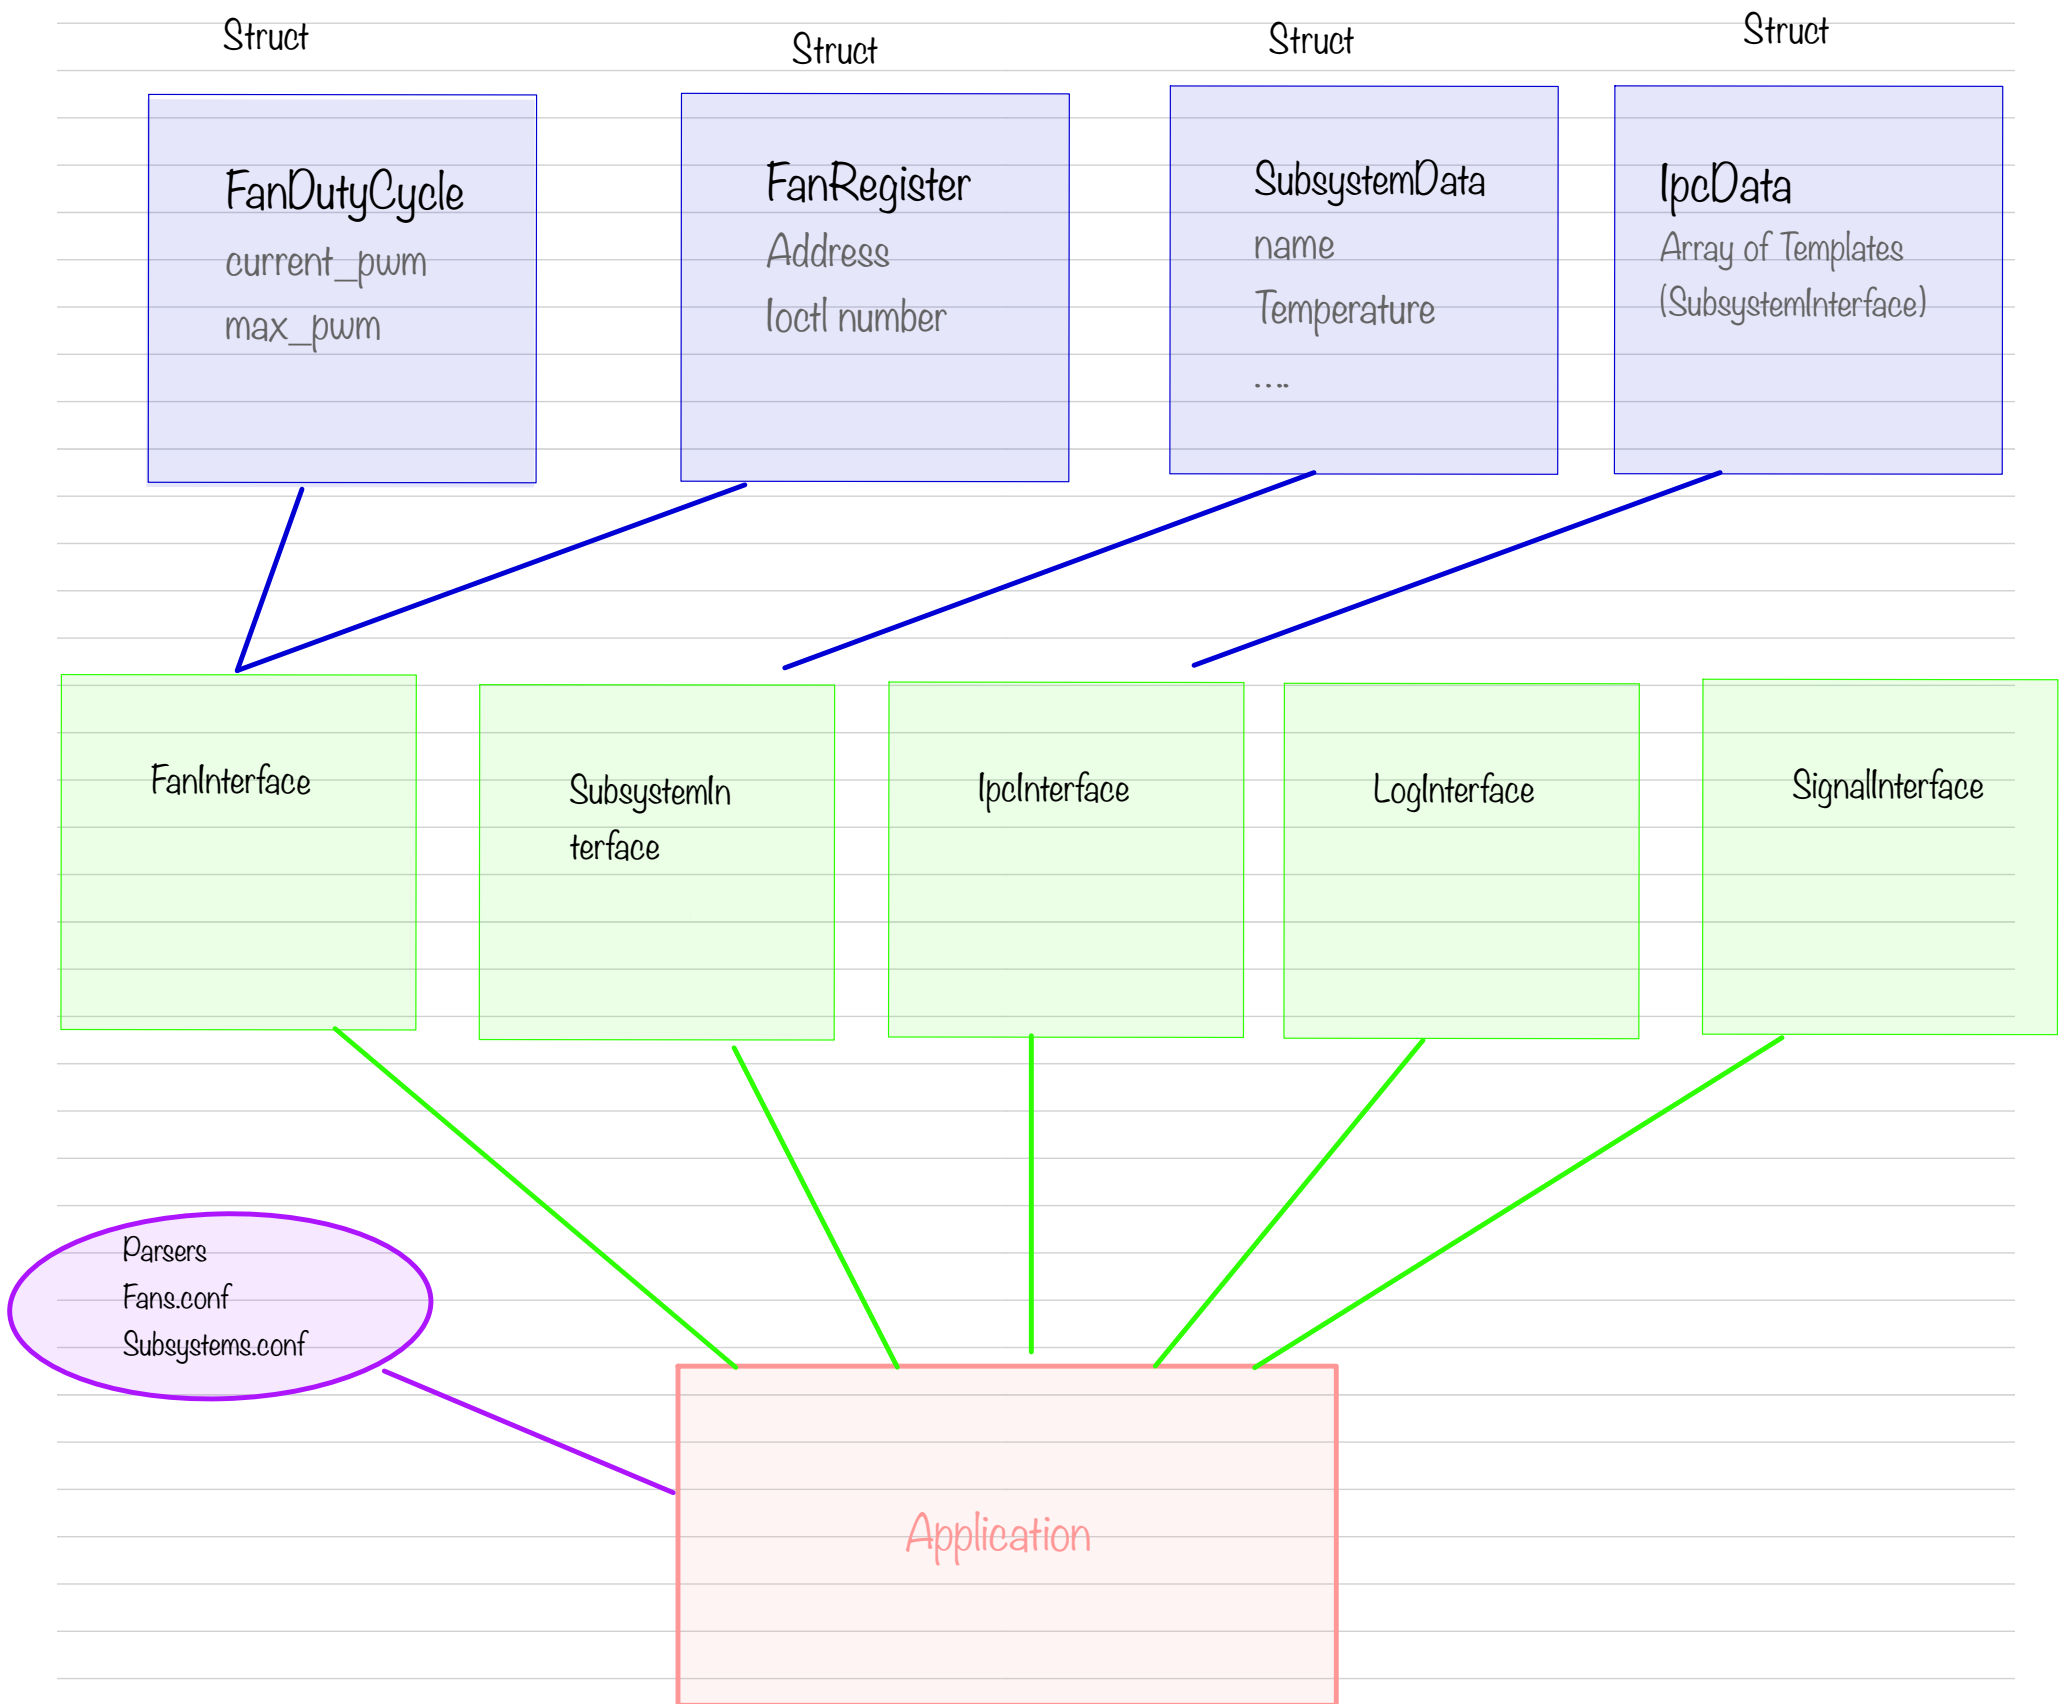 Struct
Struct
Struct
Struct
FanDutyCycle
current_pwm
max_pwm
FanRegister
Address
Ioctl number
SubsystemData
name
Temperature
....
IpcData
Array of Templates
(SubsystemInterface)
FanInterface
SubsystemIn
terface
IpcInterface
LogInterface
SignalInterface
Parsers
Fans.conf
Subsystems.conf
Application